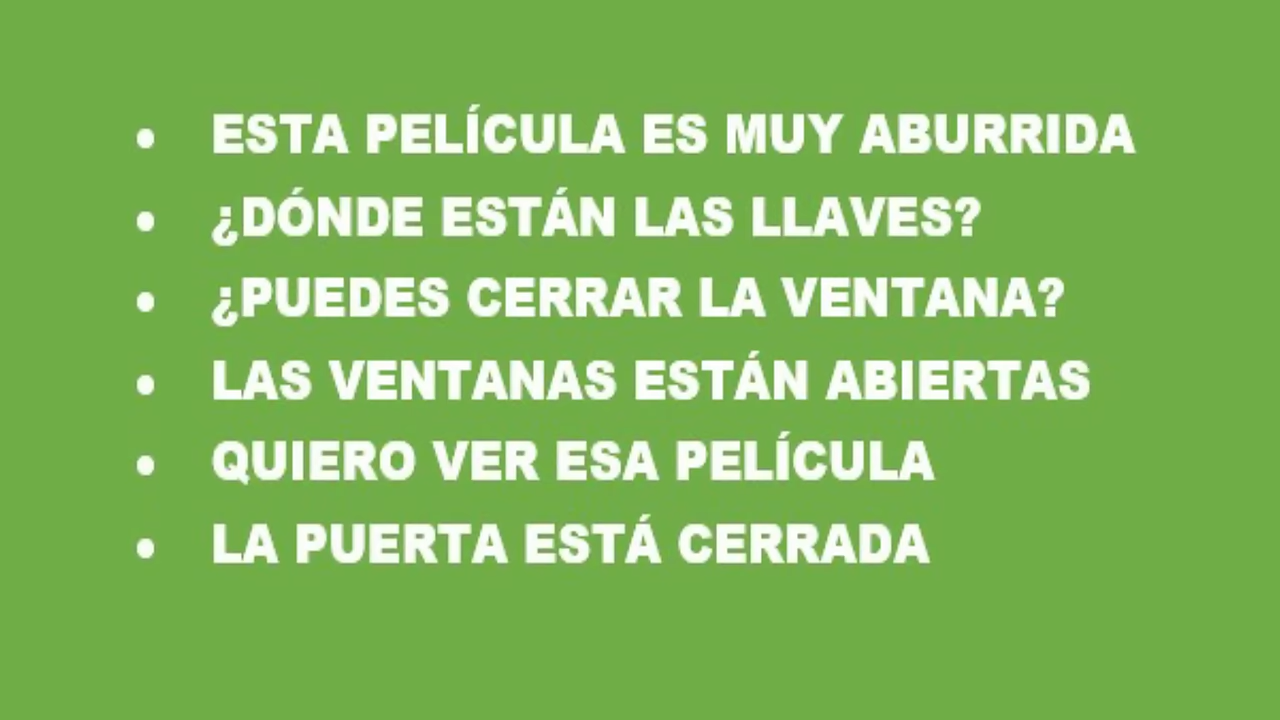 • ESTA PELÍCULA ES MUY ABURRIDA
• ¿DÓNDE ESTÁN LAS LLAVES?
• ¿PUEDES CERRAR LA VENTANA?
• LAS VENTANAS ESTÁN ABIERTAS
• QUIERO VER ESA PELÍCULA
• LA PUERTA ESTÁ CERRADA